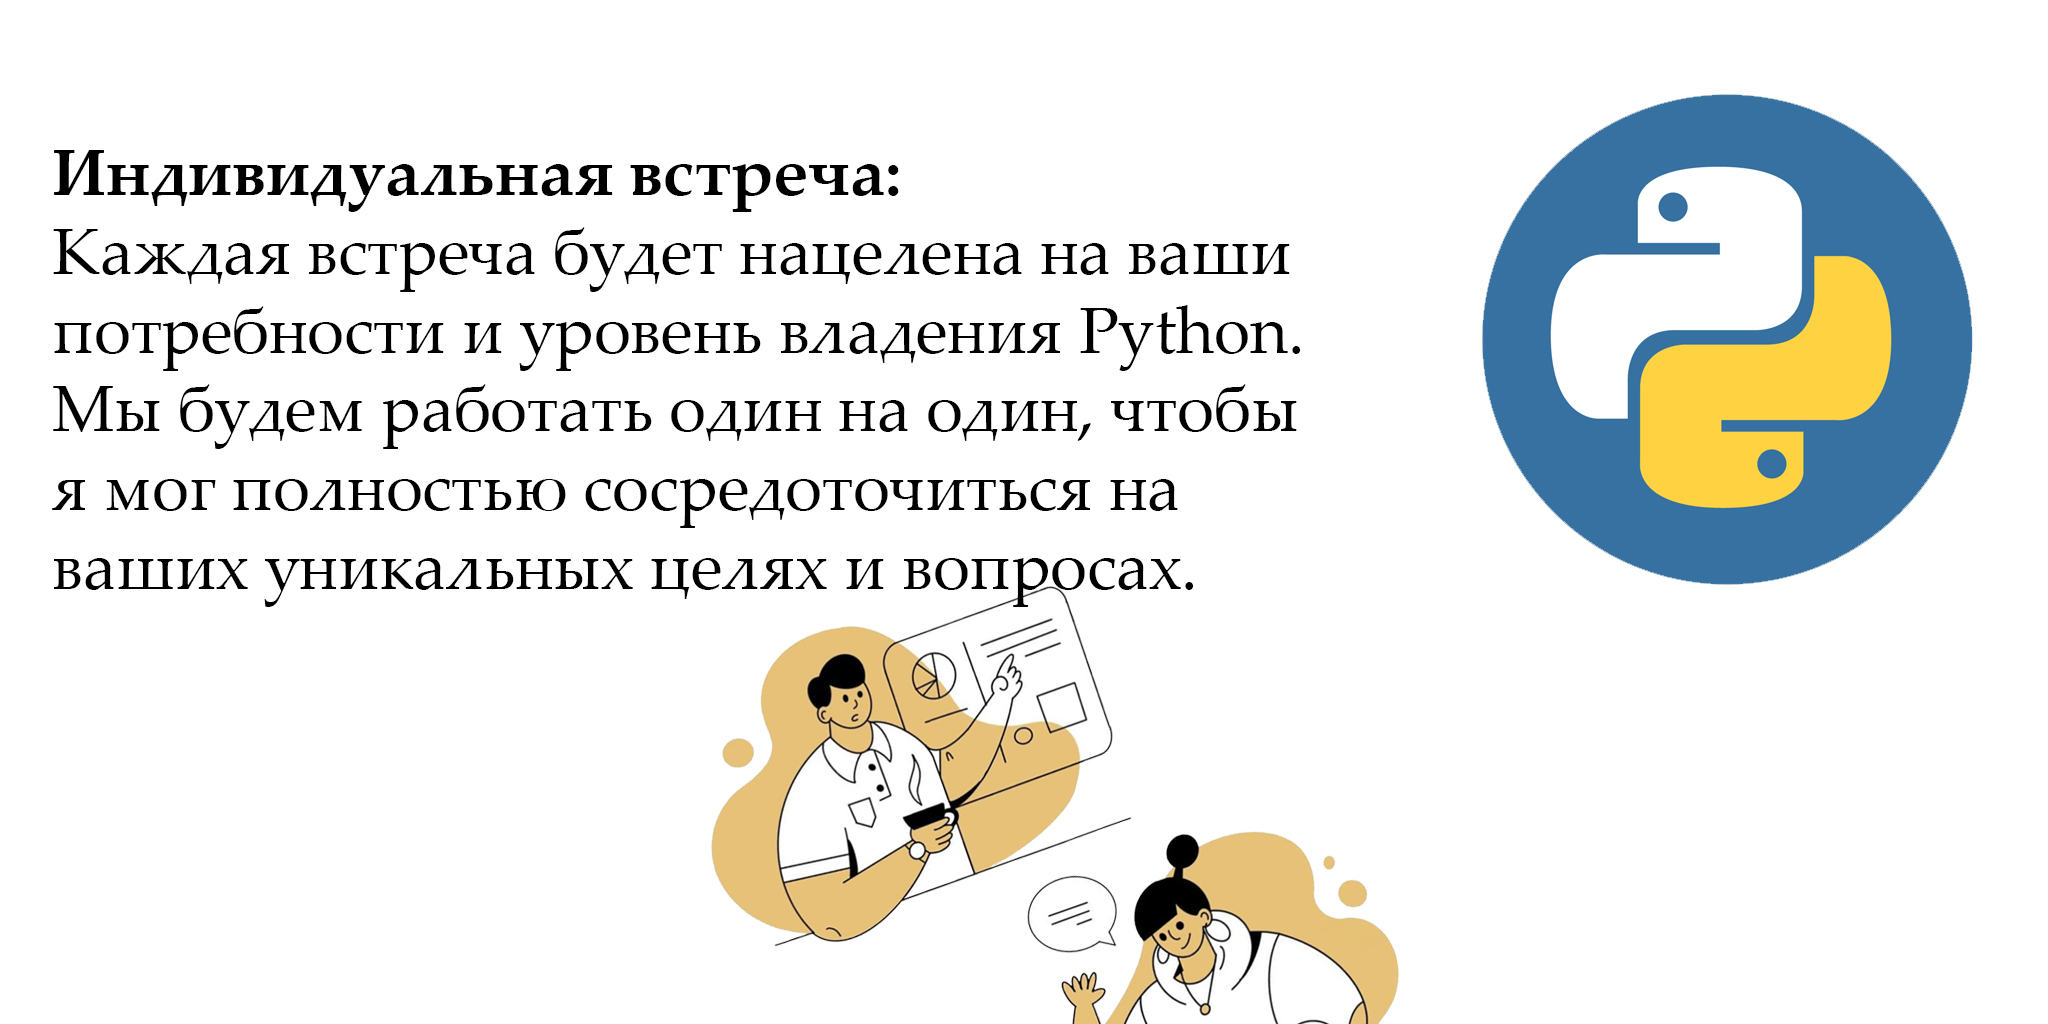 Индивидуальная встреча:
Каждая встреча будет нацелена на ваши
потребности и уровень владения Python.
Мы будем работать один на один, чтобы
я мог полностью сосредоточиться на
ваших уникальных целях и вопросах.